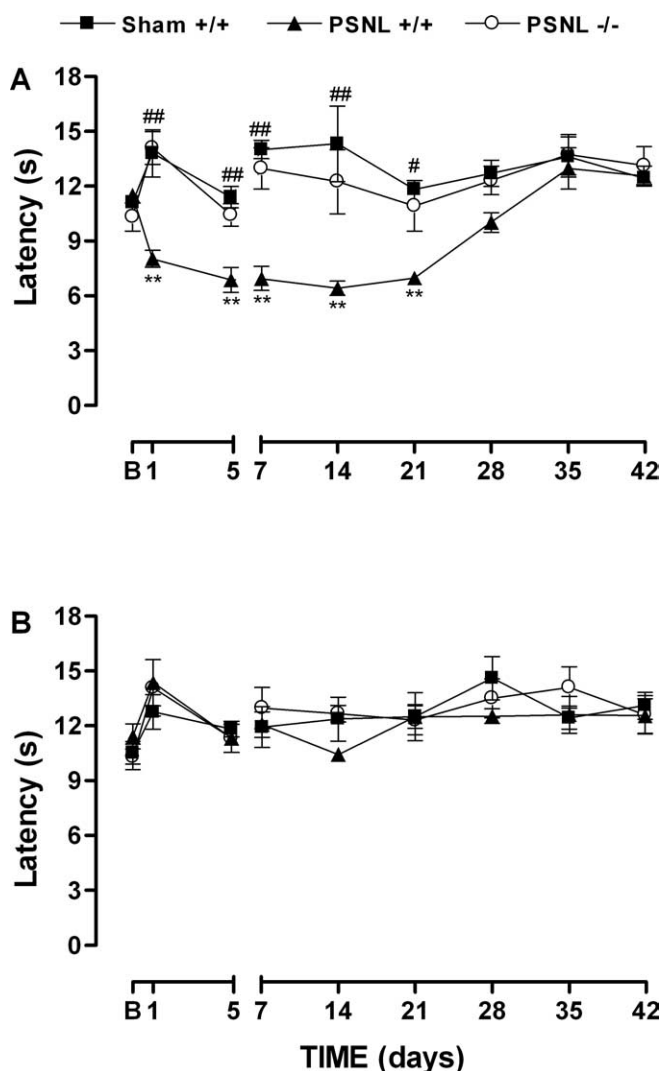 Sham +/+ PSNL +/+ PSNL -/-
A
Latency (s)
18
15
12
9
6
3
0
## ## ## ## #
** ** ** ** **
B 1 5 7 14 21 28 35 42
B
Latency (s)
18
15
12
9
6
3
0
B 1 5 7 14 21 28 35 42
TIME (days)